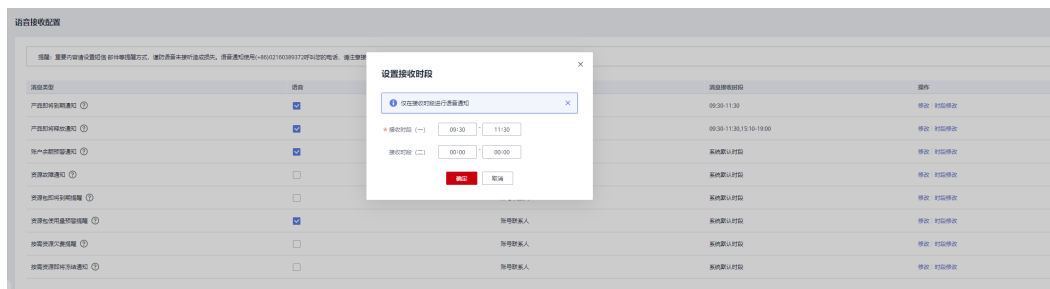 语音接收配置
提醒：重要内容请设置短信 邮件等提醒方式，谨防语音未接听造成损失。语音通知使用(+86)02160389372呼叫您的电话，请注意接
消息类型 语音 消息接收时段 操作
产品即将到期通知 09:30-11:30 修改 时段修改
产品即将释放通知 09:30-11:30,15:10-19:00 修改 时段修改
账户余额预警通知 系统默认时段 修改 时段修改
资源故障通知 系统默认时段 修改 时段修改
资源包即将到期提醒 系统默认时段 修改 时段修改
资源包使用量预警提醒 账号联系人 系统默认时段 修改 时段修改
按需资源欠费提醒 账号联系人 系统默认时段 修改 时段修改
按需资源即将冻结通知 账号联系人 系统默认时段 修改 时段修改
设置接收时段
仅在接收时段进行语音通知
* 接收时段（一） 09:30 - 11:30
接收时段（二） 00:00 - 00:00
确定 取消